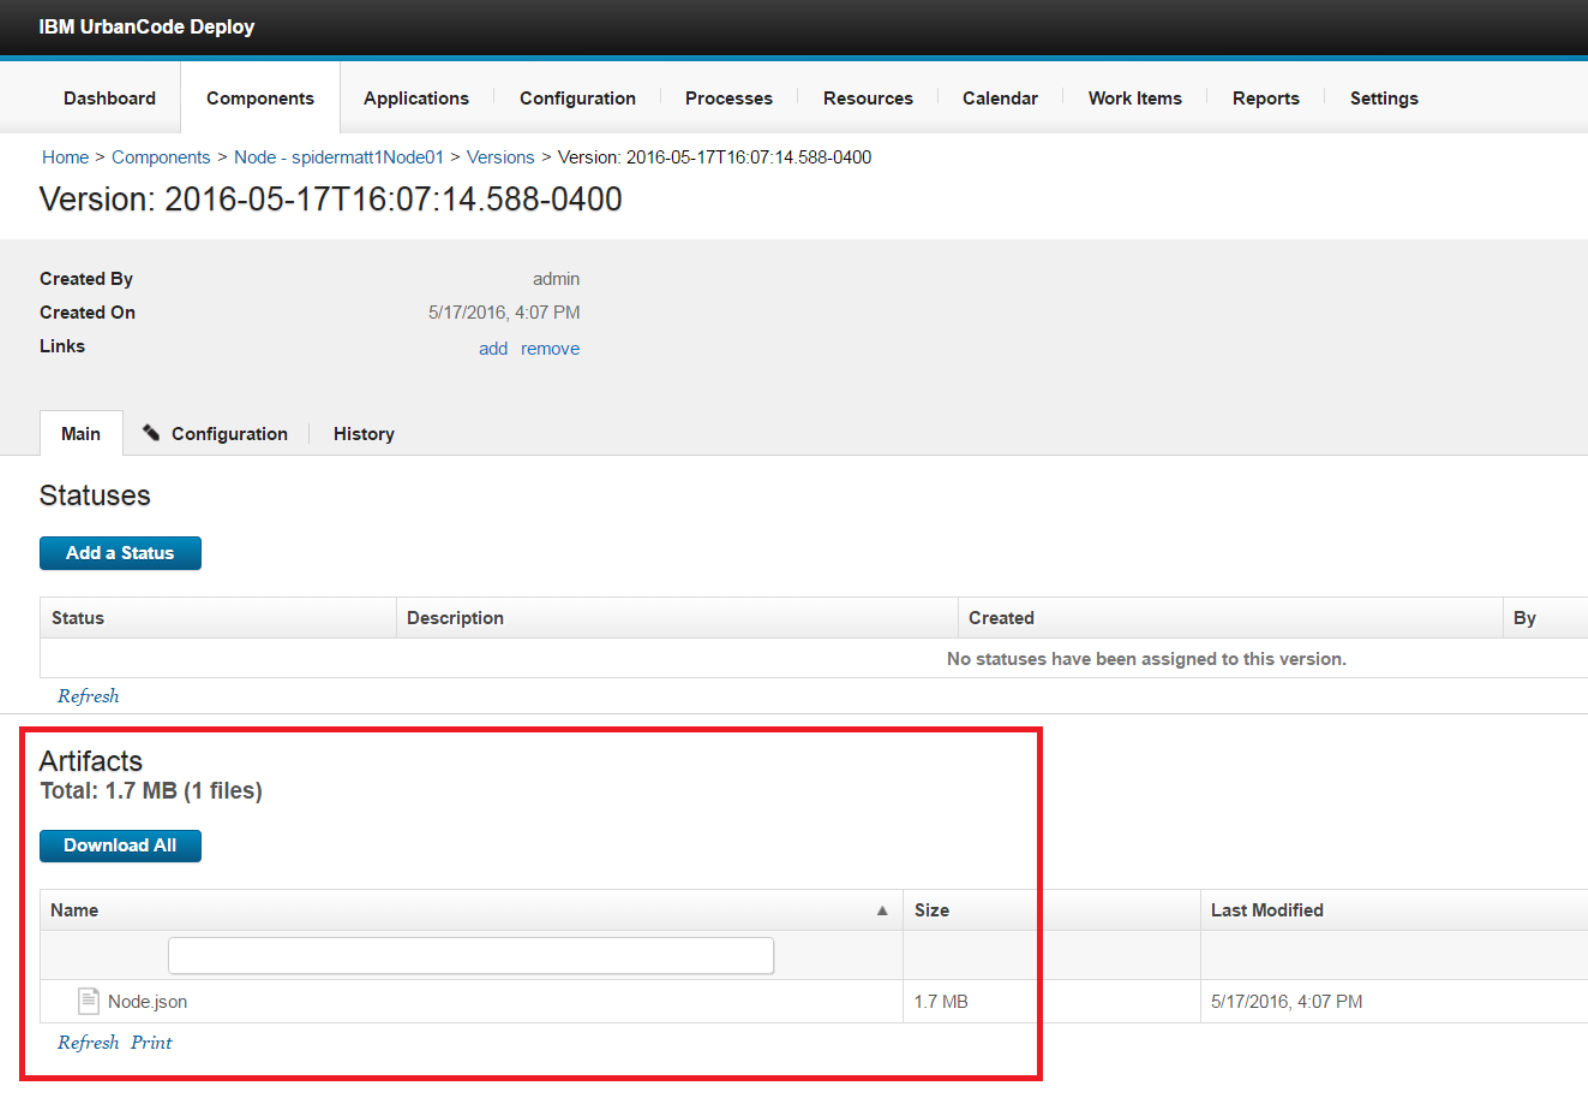 IBM UrbanCode Deploy
Dashboard Components Applications Configuration Processes Resources Calendar Work Items Reports Settings
Home > Components > Node - spidermatt1Node01 > Versions > Version: 2016-05-17T16:07:14.588-0400
Version: 2016-05-17T16:07:14.588-0400
Created By admin
Created On 5/17/2016, 4:07 PM
Links add remove
Main Configuration History
Statuses
Add a Status
Status Description Created By
No statuses have been assigned to this version.
Refresh
Artifacts
Total: 1.7 MB (1 files)
Download All
Name Size Last Modified
Node.json 1.7 MB 5/17/2016, 4:07 PM
Refresh Print